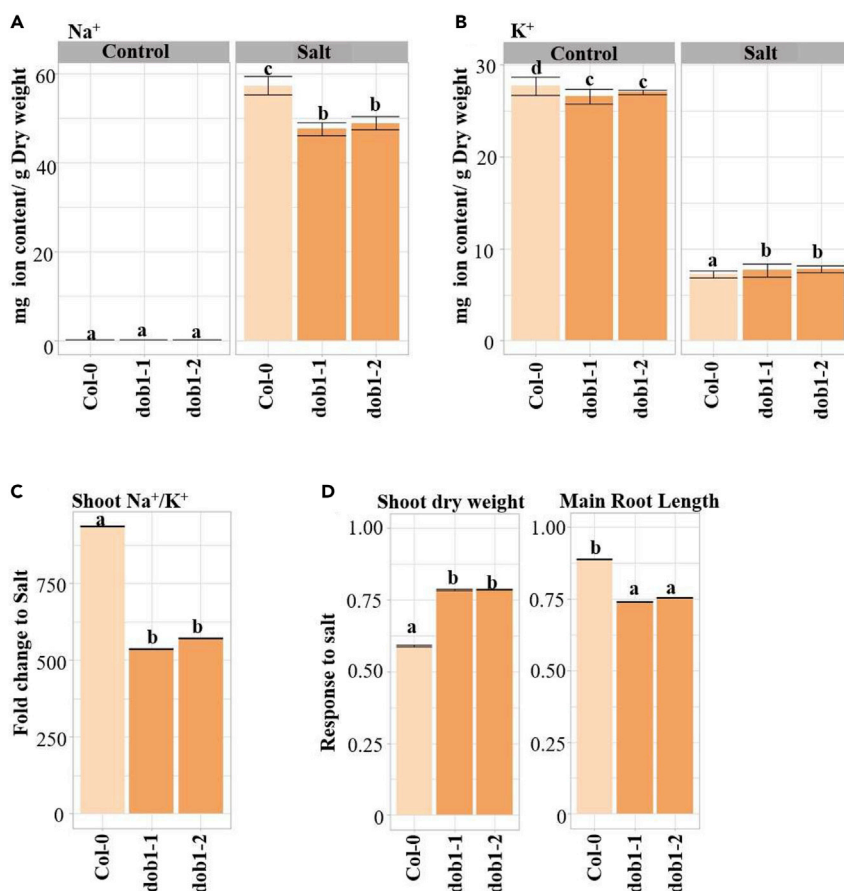 A
Na+
Control
Salt
mg ion content/ g Dry weight
60
40
20
0
a
a
a
c
b
b
Col-0
dob1-1
dob1-2
Col-0
dob1-1
dob1-2
B
K+
Control
Salt
mg ion content/ g Dry weight
30
20
10
0
d
c
c
a
b
b
Col-0
dob1-1
dob1-2
Col-0
dob1-1
dob1-2
C
Shoot Na+/K+
Fold change to Salt
750
500
250
0
a
b
b
Col-0
dob1-1
dob1-2
D
Shoot dry weight
Response to salt
1.00
0.75
0.50
0.25
0
a
b
b
Col-0
dob1-1
dob1-2
Main Root Length
1.00
0.75
0.50
0.25
0
b
a
a
Col-0
dob1-1
dob1-2